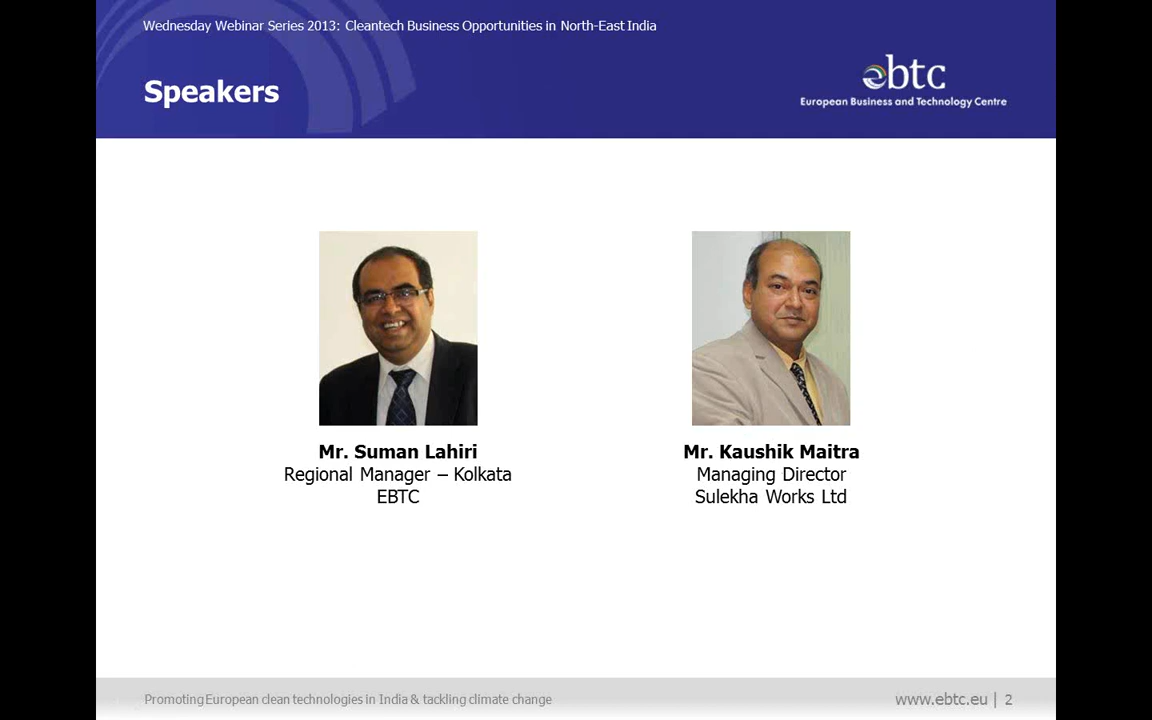 Wednesday Webinar Series 2013: Cleantech Business Opportunities in North-East India
Speakers
ebtc
European Business and Technology Centre
Mr. Suman Lahiri
Regional Manager – Kolkata
EBTC
Mr. Kaushik Maitra
Managing Director
Sulekha Works Ltd
Promoting European clean technologies in India & tackling climate change
www.ebtc.eu | 2